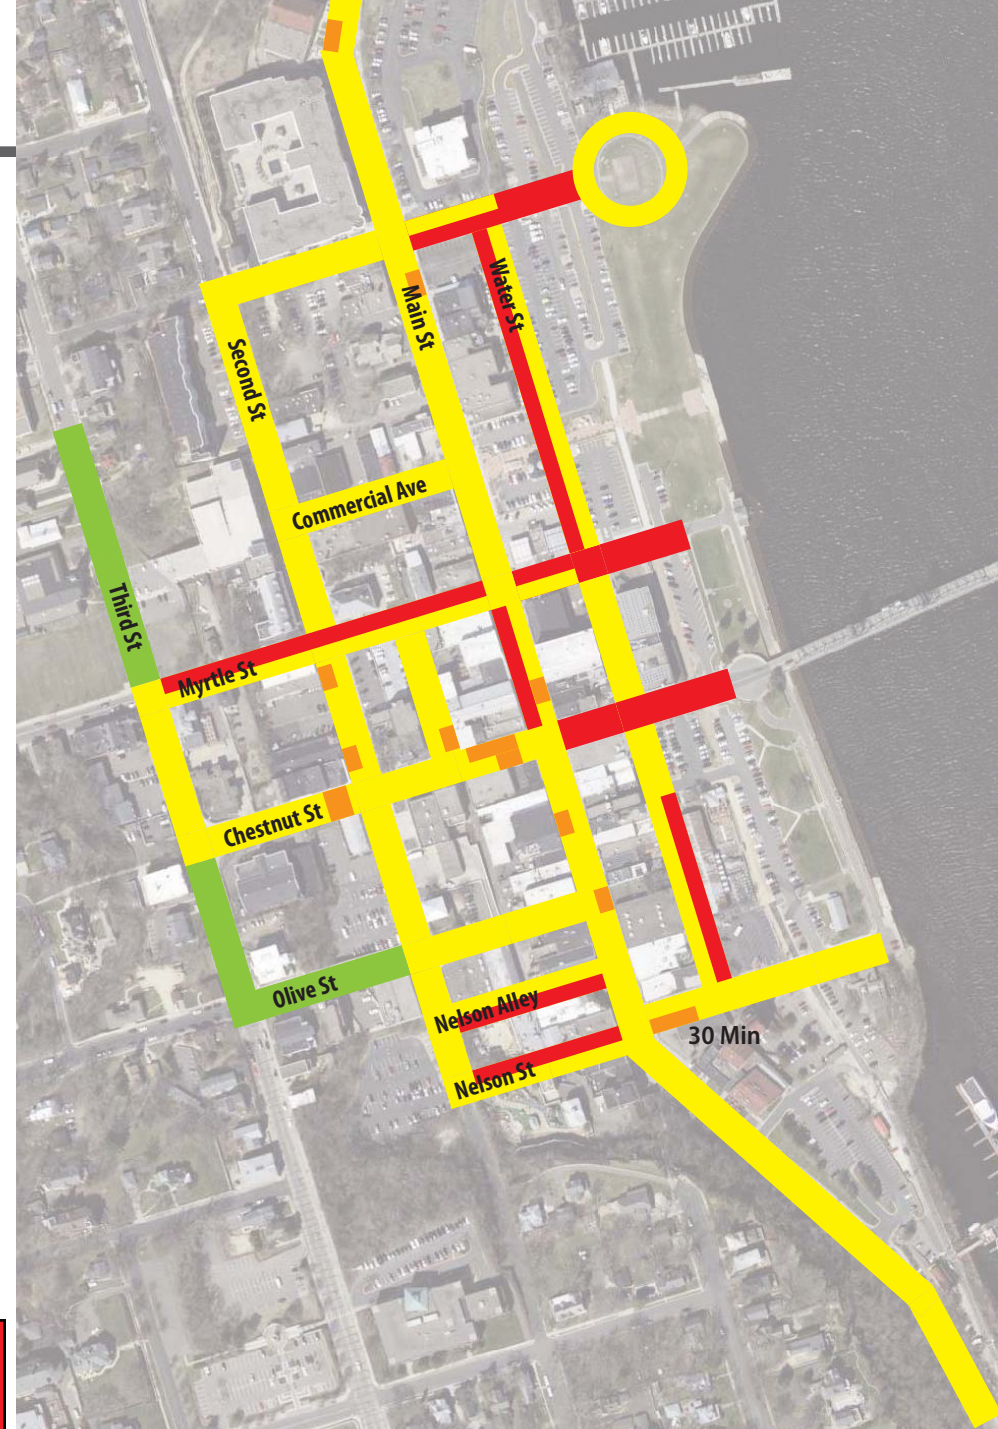 Water St
Main St
Second St
Commercial Ave
Third St
Myrtle St
Chestnut St
Olive St
Nelson Alley
30 Min
Nelson St